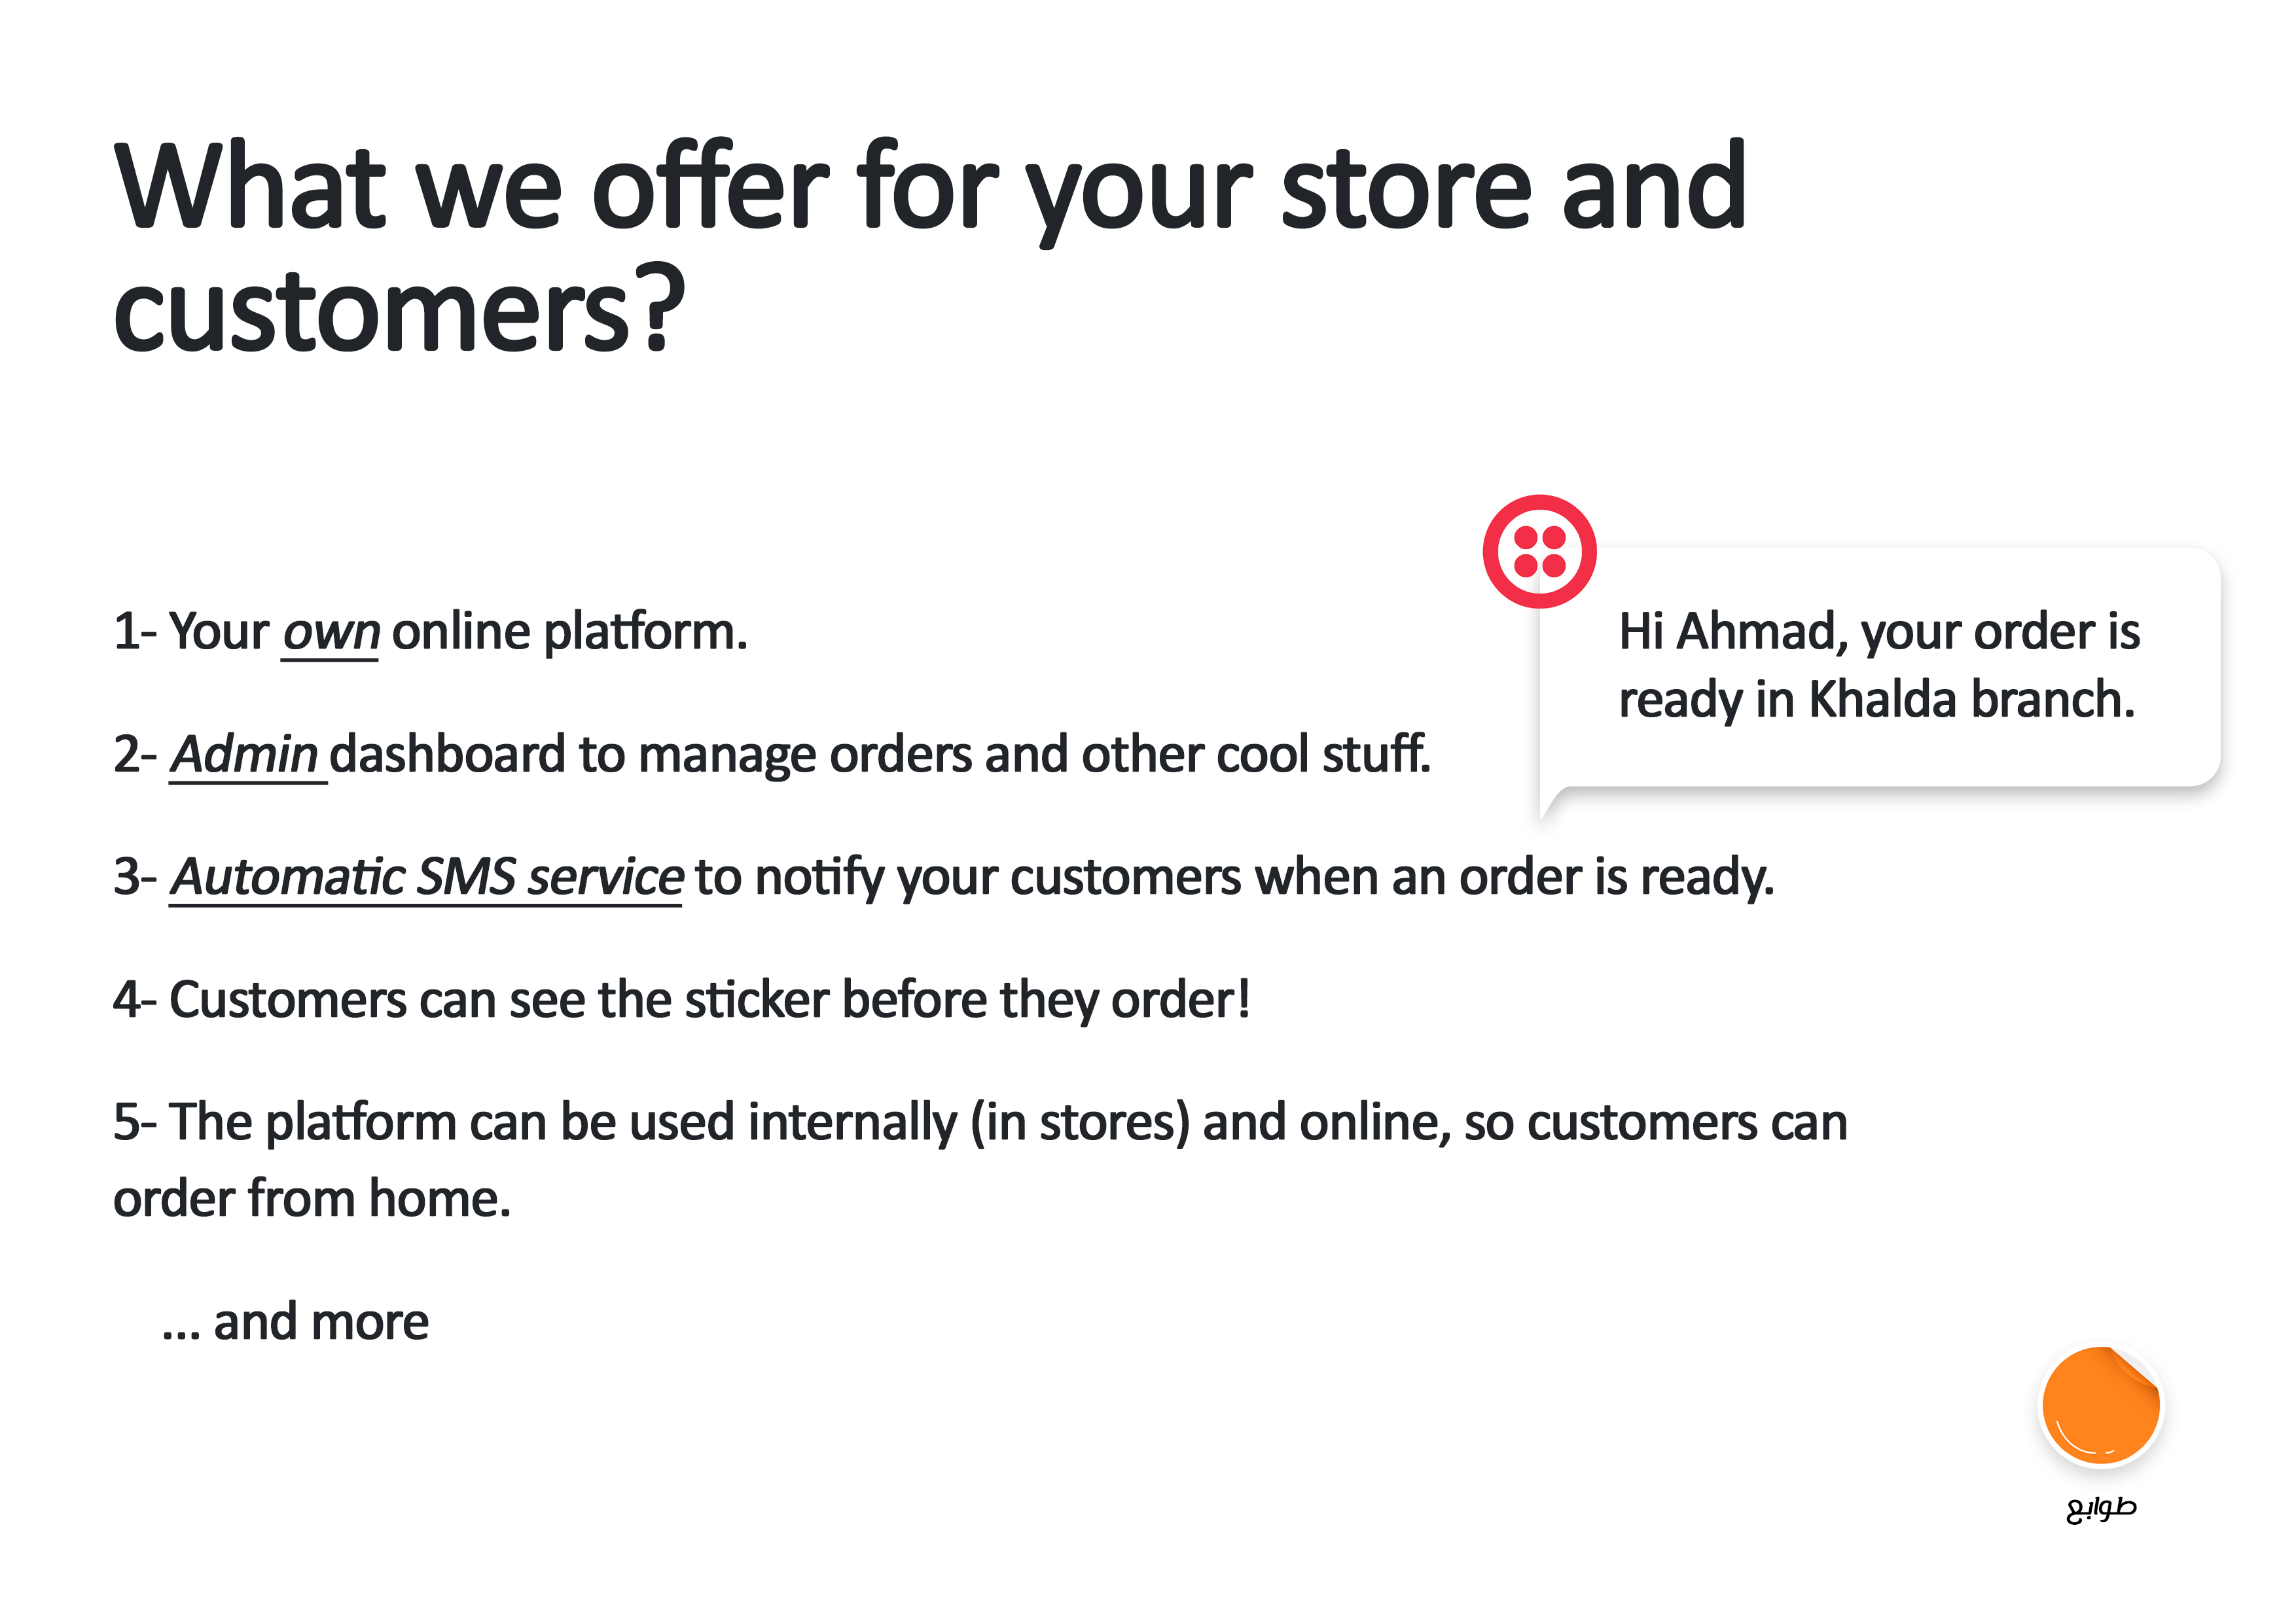 What we offer for your store and
customers?
1- Your own online platform.
Hi Ahmad, your order is
ready in Khalda branch.
2- Admin dashboard to manage orders and other cool stuff.
3- Automatic SMS service to notify your customers when an order is ready.
4- Customers can see the sticker before they order!
5- The platform can be used internally (in stores) and online, so customers can
order from home.
... and more
طوابع